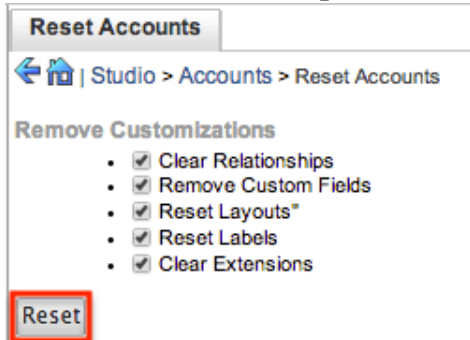 Reset Accounts
| Studio > Accounts > Reset Accounts
Remove Customizations
• Clear Relationships
• Remove Custom Fields
• Reset Layouts*
• Reset Labels
• Clear Extensions
Reset